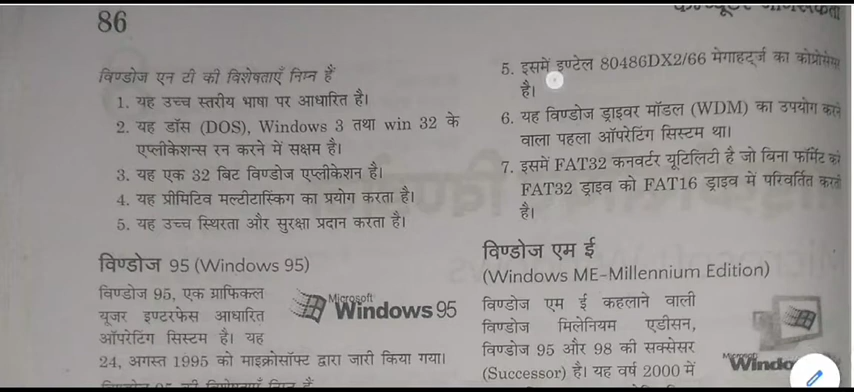 86
विण्डोज एन टी की विशेषताएँ निम्न हैं
1. यह उच्च स्तरीय भाषा पर आधारित है।
2. यह डॉस (DOS), Windows 3 तथा win 32 के
एप्लीकेशन्स रन करने में सक्षम है।
3. यह एक 32 बिट विण्डोज एप्लीकेशन है।
4. यह प्रीमिटिव मल्टीटास्किंग का प्रयोग करता है।
5. यह उच्च स्थिरता और सुरक्षा प्रदान करता है।
विण्डोज 95 (Windows 95)
विण्डोज 95, एक ग्राफिकल
यूजर इण्टरफेस आधारित
ऑपरेटिंग सिस्टम है। यह
24, अगस्त 1995 को माइक्रोसॉफ्ट द्वारा जारी किया गया।
Microsoft
Windows 95
5. इसमें इण्टेल 80486DX2/66 मेगाहर्ट्ज का
है।
6. यह विण्डोज ड्राइवर मॉडल (WDM) का उपयोग करने
वाला पहला ऑपरेटिंग सिस्टम था।
7. इसमें FAT32 कनवर्टर यूटिलिटी है जो बिना फॉर्मेट को
FAT32 ड्राइव को FAT16 ड्राइव में परिवर्तित करती
है।
विण्डोज एम ई
(Windows ME-Millennium Edition)
विण्डोज एम ई कहलाने वाली
विण्डोज मिलेनियम एडीसन,
विण्डोज 95 और 98 की सक्सेसर
(Successor) है। यह वर्ष 2000 में
Microsoft